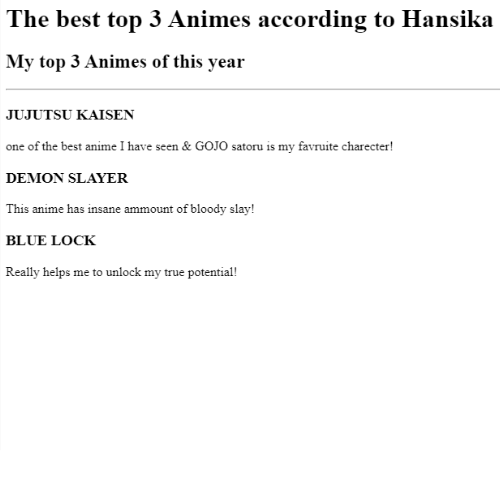 The best top 3 Animes according to Hansika
My top 3 Animes of this year
JUJUTSU KAISEN
one of the best anime I have seen & GOJO satoru is my favruite charecter!
DEMON SLAYER
This anime has insane ammount of bloody slay!
BLUE LOCK
Really helps me to unlock my true potential!